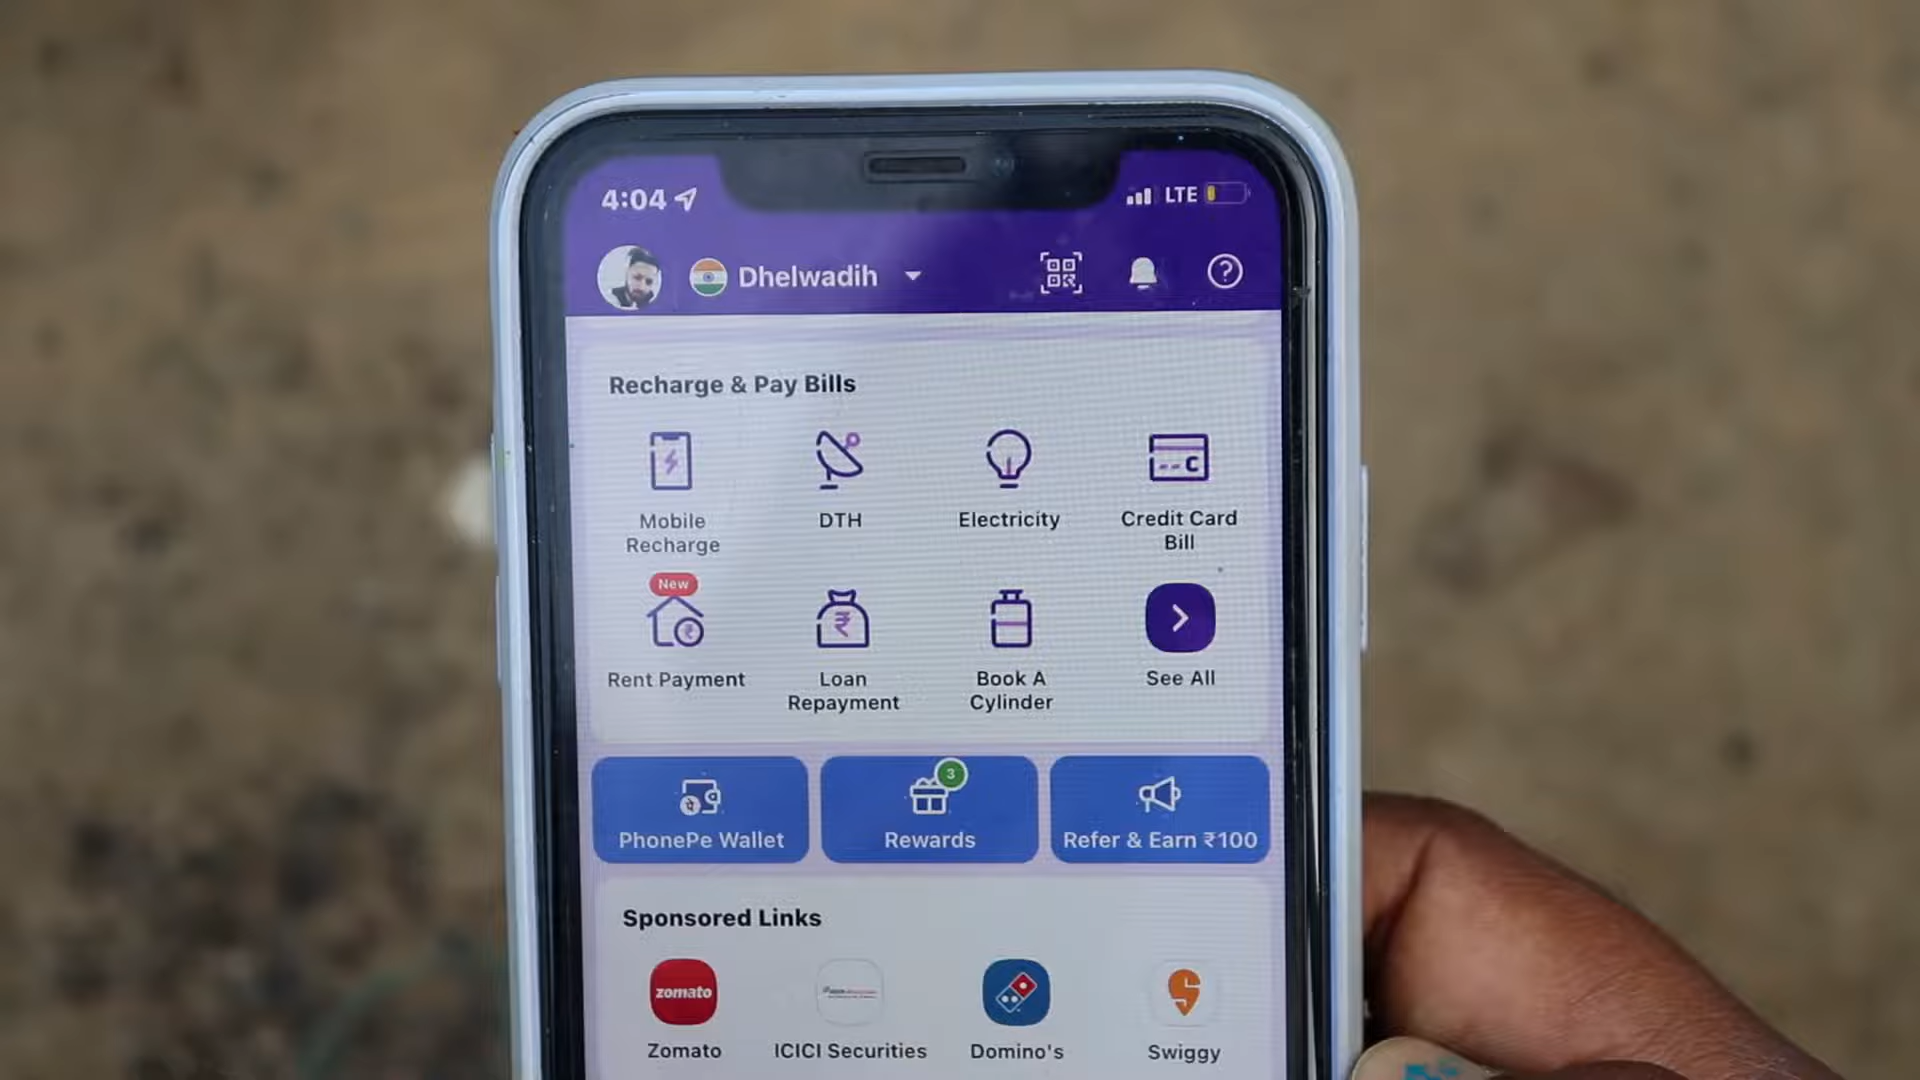 4:04
LTE
Dhelwadih
Recharge & Pay Bills
Mobile
Recharge
DTH
Electricity
Credit Card
Bill
New
Rent Payment
Loan
Repayment
Book A
Cylinder
See All
3
PhonePe Wallet
Rewards
Refer & Earn ₹100
Sponsored Links
zomato
Zomato
ICICI Securities
Domino's
Swiggy